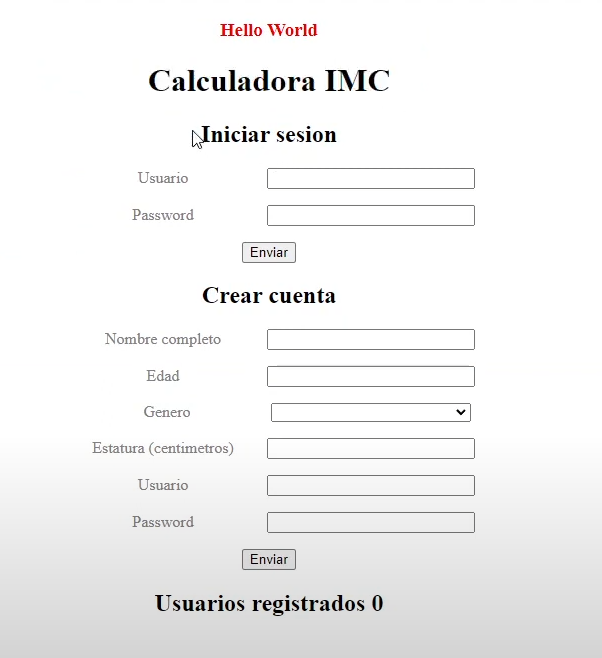 Hello World
Calculadora IMC
Iniciar sesion
Usuario
Password
Enviar
Crear cuenta
Nombre completo
Edad
Genero
Estatura (centimetros)
Usuario
Password
Enviar
Usuarios registrados 0